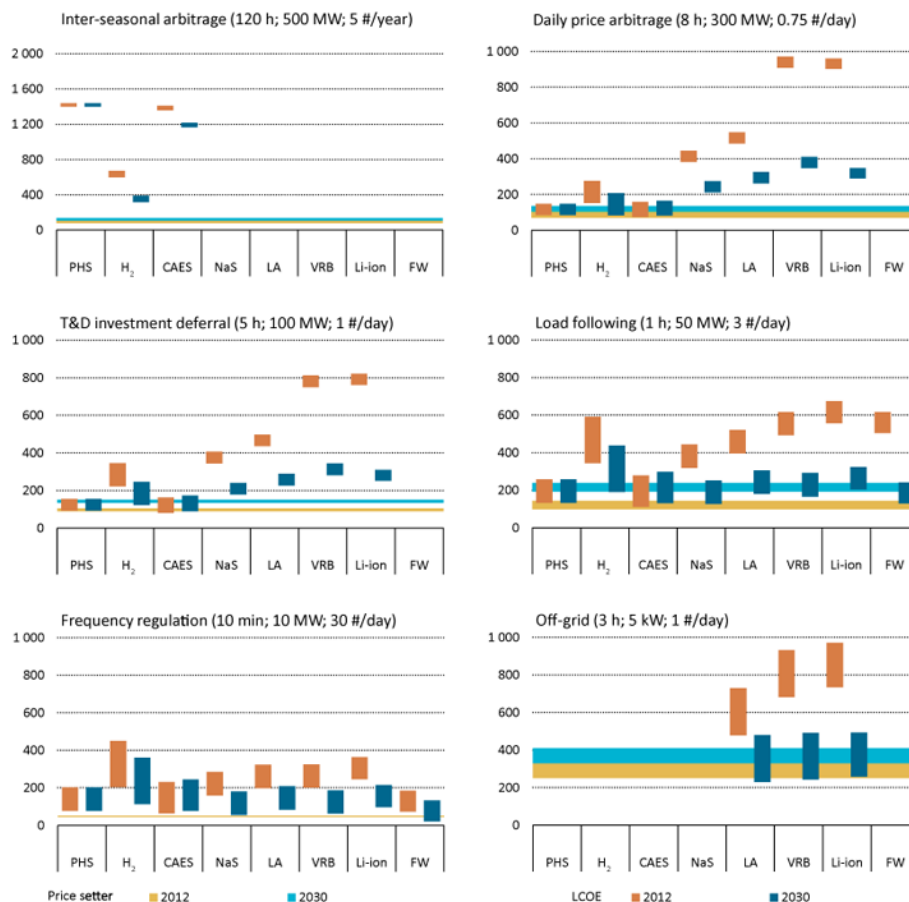 Inter-seasonal arbitrage (120 h; 500 MW; 5 #/year)
2 000
1 600
1 200
800
400
0
PHS H2 CAES NaS LA VRB Li-ion FW
Daily price arbitrage (8 h; 300 MW; 0.75 #/day)
1 000
800
600
400
200
0
PHS H2 CAES NaS LA VRB Li-ion FW
T&D investment deferral (5 h; 100 MW; 1 #/day)
1 000
800
600
400
200
0
PHS H2 CAES NaS LA VRB Li-ion FW
Load following (1 h; 50 MW; 3 #/day)
1 000
800
600
400
200
0
PHS H2 CAES NaS LA VRB Li-ion FW
Frequency regulation (10 min; 10 MW; 30 #/day)
1 000
800
600
400
200
0
PHS H2 CAES NaS LA VRB Li-ion FW
Off-grid (3 h; 5 kW; 1 #/day)
1 000
800
600
400
200
0
PHS H2 CAES NaS LA VRB Li-ion FW
Price setter 2012 2030 LCOE 2012 2030